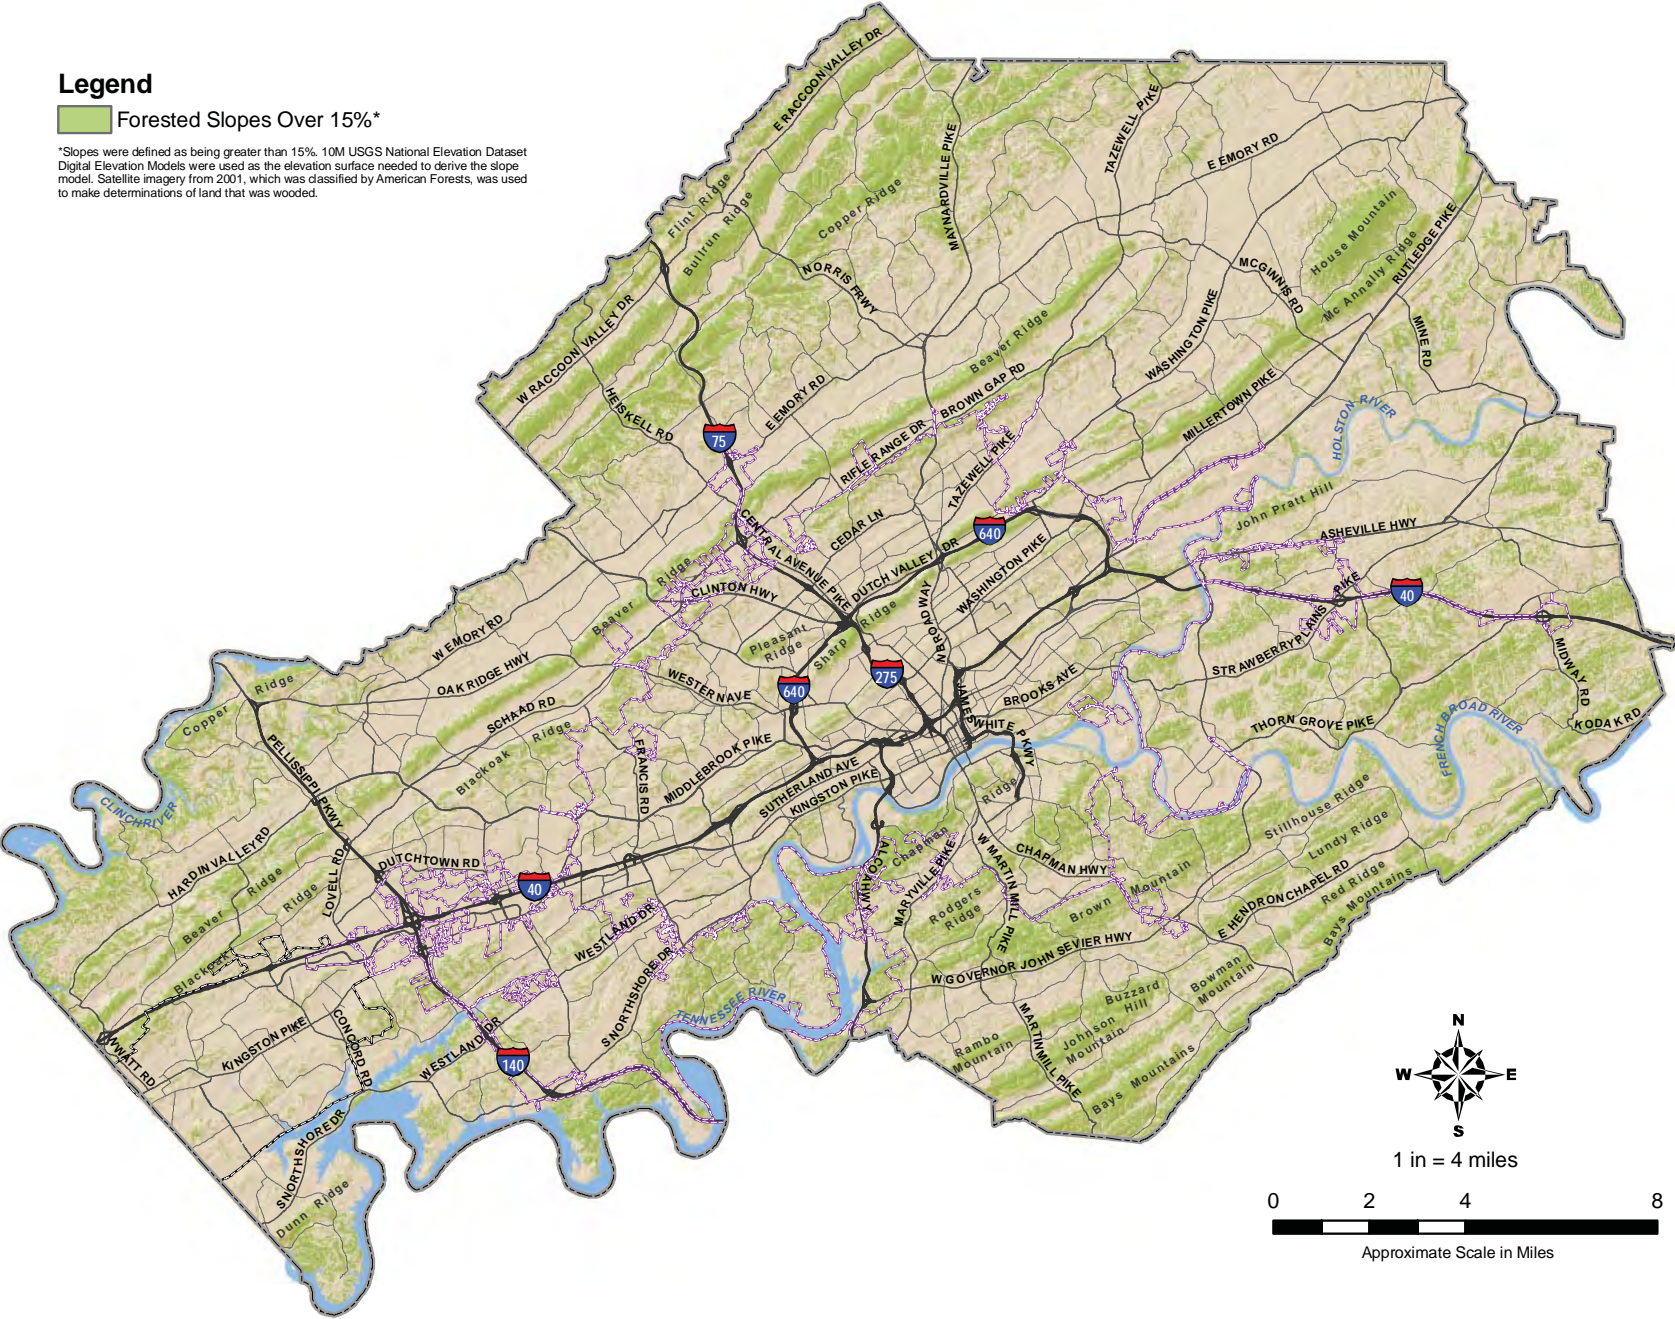 Legend
Forested Slopes Over 15%*
*Slopes were defined as being greater than 15%. 10M USGS National Elevation Dataset
Digital Elevation Models were used as the elevation surface needed to derive the slope
model. Satellite imagery from 2001, which was classified by American Forests, was used
to make determinations of land that was wooded.
E RACCOON VALLEY DR
TAZEWELL PIKE
MAYNARDVILLE PIKE
E EMORY RD
Flint Ridge
Bullrun Ridge
Copper Ridge
House Mountain
Mc Annally Ridge
RUTLEDGE PIKE
NORRIS FRWY
MCGINNIS RD
W RACCOON VALLEY DR
WASHINGTON PIKE
MINE RD
Beaver Ridge
HEISKELL RD
E EMORY RD
BROWN GAP RD
MILLERTOWN PIKE
HOLSTON RIVER
75
RIFLE RANGE DR
TAZEWELL PIKE
John Pratt Hill
CENTRAL AVENUE PIKE
CEDAR LN
640
ASHEVILLE HWY
DUTCH VALLEY DR
WASHINGTON PIKE
Beaver Ridge
CLINTON HWY
40
STRAWBERRY PLAINS PIKE
W EMORY RD
Pleasant
Ridge
Sharp Ridge
N BROADWAY
MIDWAY RD
OAK RIDGE HWY
WESTERN AVE
640
275
BROOKS AVE
JAMES WHITE PKWY
Copper Ridge
SCHAAD RD
THORN GROVE PIKE
KODAK RD
FRENCH BROAD RIVER
PELLISSIPPI PKWY
Blackoak Ridge
FRANCIS RD
MIDDLEBROOK PIKE
SUTHERLAND AVE
KINGSTON PIKE
CLINCH RIVER
Chapman Ridge
Stillhouse Ridge
Lundy Ridge
HARDIN VALLEY RD
LOVELL RD
DUTCHTOWN RD
40
ALCOA HWY
MARYVILLE PIKE
W MARTIN MILL PIKE
CHAPMAN HWY
Brown Mountain
E HENDRON CHAPEL RD
Red Ridge
Bays Mountains
Beaver Ridge
Blackoak Ridge
Rodgers
Ridge
WESTLAND DR
S NORTHSHORE DR
W GOVERNOR JOHN SEVIER HWY
Bowman
Mountain
Buzzard
Hill
TENNESSEE RIVER
Johnson
Mountain
Rambo
Mountain
MARTIN MILL PIKE
Bays Mountains
WATT RD
KINGSTON PIKE
CONCORD RD
WESTLAND DR
140
S NORTHSHORE DR
Dunn Ridge
N
W E
S
1 in = 4 miles
0 2 4 8
Approximate Scale in Miles